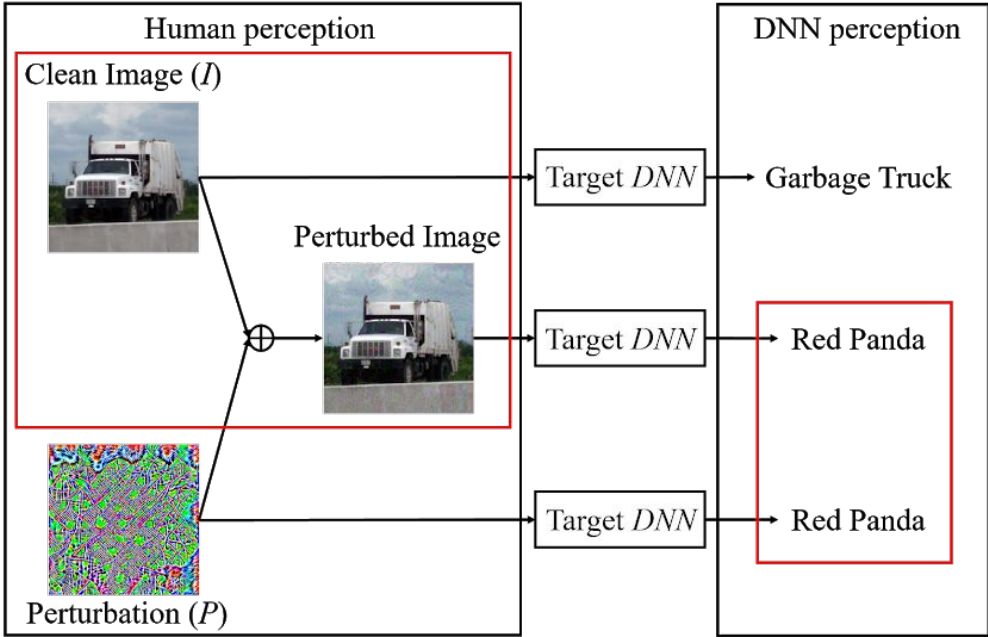 Human perception
DNN perception
Clean Image (I)
Target DNN
Garbage Truck
Perturbed Image
Target DNN
Red Panda
Target DNN
Red Panda
Perturbation (P)